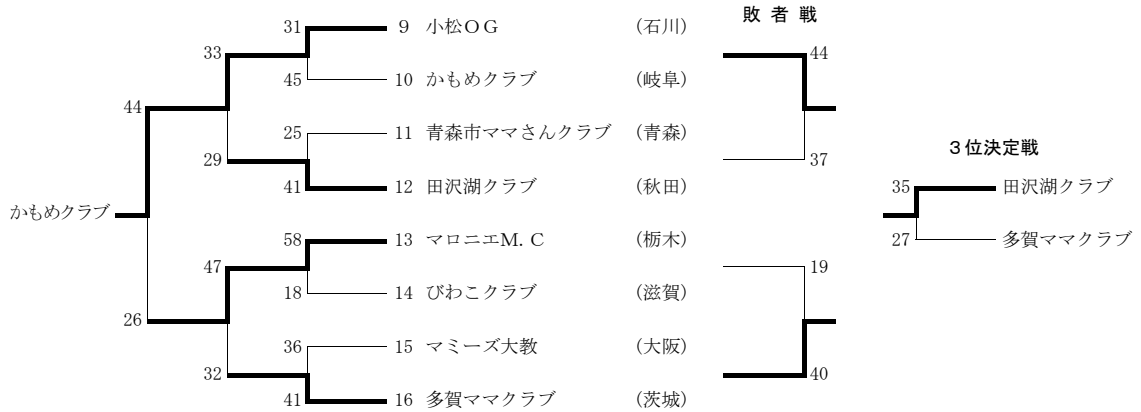 敗 者 戦
31 9 小松ＯＧ (石川)
33 44
45 10 かもめクラブ (岐阜)
44
25 11 青森市ママさんクラブ (青森)
29 37
３位決定戦
41 12 田沢湖クラブ (秋田) 35 田沢湖クラブ
かもめクラブ
58 13 マロニエM. C (栃木) 27 多賀ママクラブ
47 19
18 14 びわこクラブ (滋賀)
26
36 15 マミーズ大教 (大阪)
32 40
41 16 多賀ママクラブ (茨城)